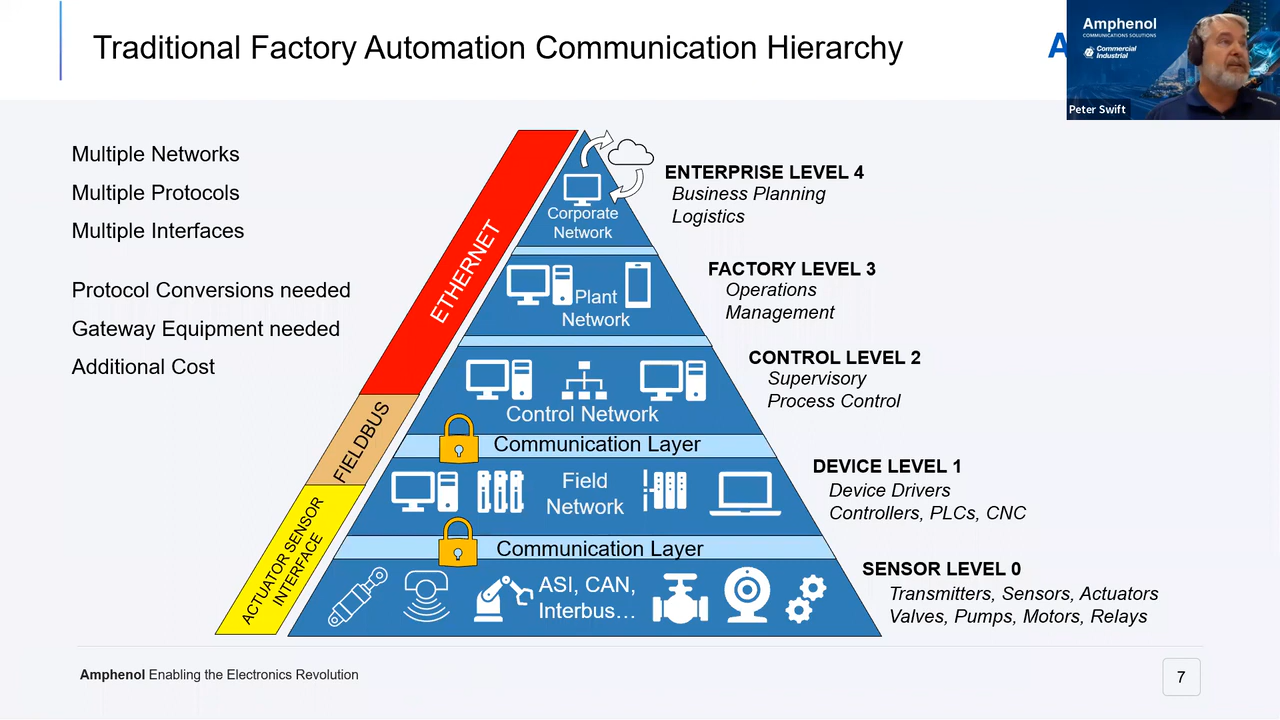 Traditional Factory Automation Communication Hierarchy
A
Amphenol
COMMUNICATIONS SOLUTIONS
Commercial
Industrial
Peter Swift
Multiple Networks
Multiple Protocols
Multiple Interfaces
Protocol Conversions needed
Gateway Equipment needed
Additional Cost
ETHERNET
FIELDBUS
ACTUATOR SENSOR
INTERFACE
Corporate
Network
Plant
Network
Control Network
Communication Layer
Field
Network
Communication Layer
ASI, CAN,
Interbus…
ENTERPRISE LEVEL 4
Business Planning
Logistics
FACTORY LEVEL 3
Operations
Management
CONTROL LEVEL 2
Supervisory
Process Control
DEVICE LEVEL 1
Device Drivers
Controllers, PLCs, CNC
SENSOR LEVEL 0
Transmitters, Sensors, Actuators
Valves, Pumps, Motors, Relays
Amphenol Enabling the Electronics Revolution
7